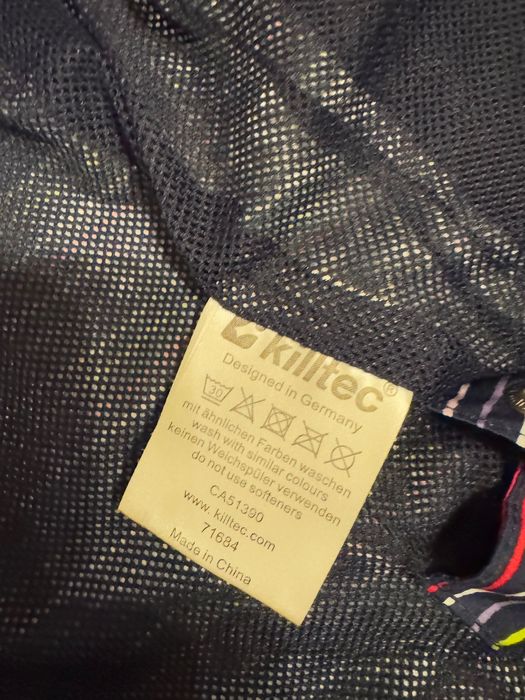 killtec®
Designed in Germany
30
mit ähnlichen Farben waschen
wash with similar colours
keinen Weichspüler verwenden
do not use softeners
CA51390
www.killtec.com
71684
Made in China